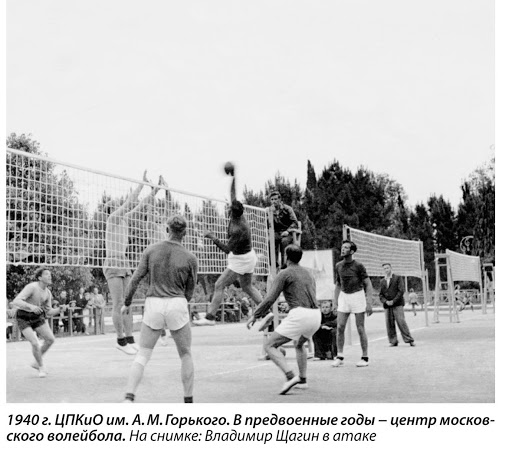 1940 г. ЦПКиО им. А. М. Горького. В предвоенные годы – центр москов-
ского волейбола. На снимке: Владимир Щагин в атаке